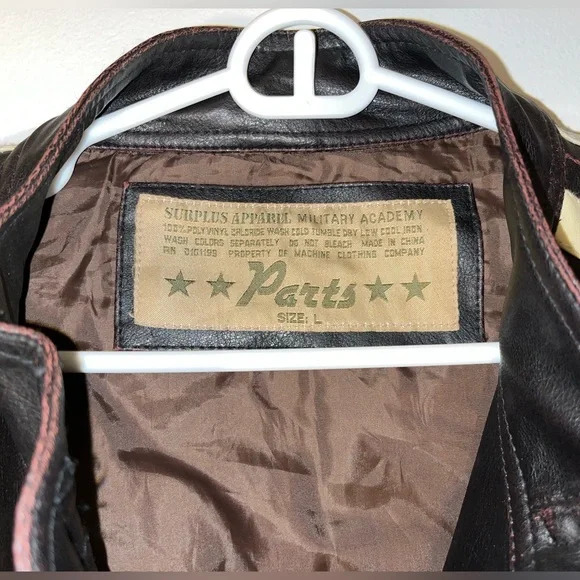 SURPLUS APPAREL MILITARY ACADEMY
100% POLYVINYL CHLORIDE WASH COLD TUMBLE DRY LOW COOL IRON
WASH COLORS SEPARATELY DO NOT BLEACH MADE IN CHINA
RN 0101199 PROPERTY OF MACHINE CLOTHING COMPANY
Parts
SIZE: L